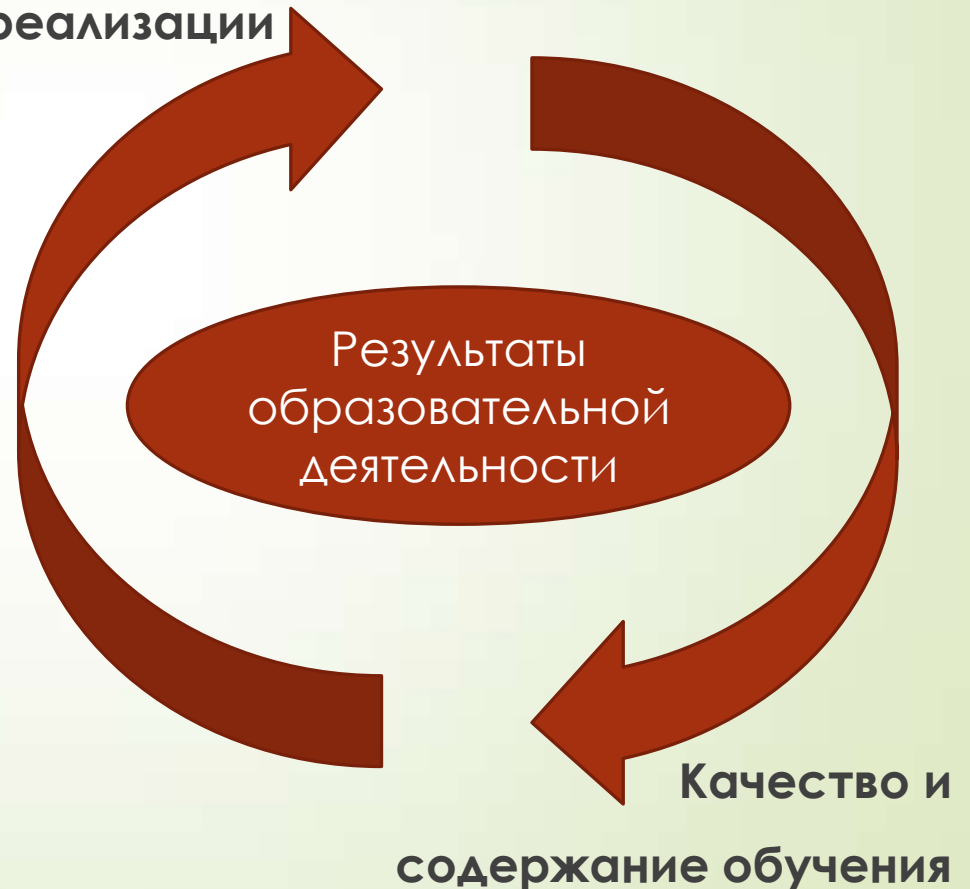 реализации
Результаты
образовательной
деятельности
Качество и
содержание обучения